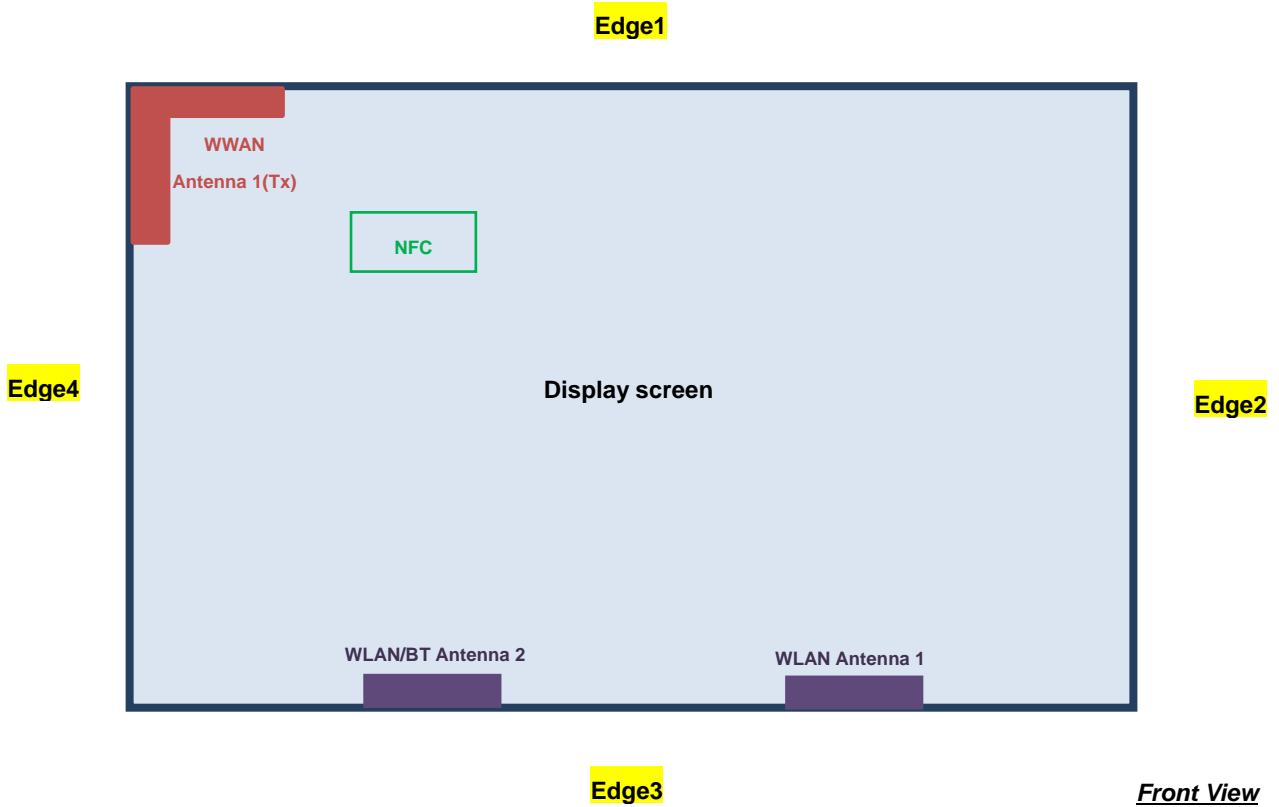 Edge1
WWAN
Antenna 1(Tx)
NFC
Edge4
Display screen
Edge2
WLAN/BT Antenna 2
WLAN Antenna 1
Edge3
Front View